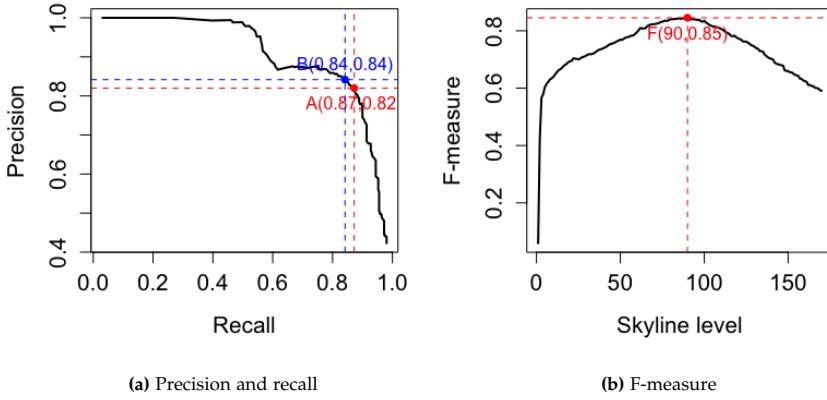 Precision
0.4 0.6 0.8 1.0
B(0.84,0.84)
A(0.87,0.82
0.0 0.2 0.4 0.6 0.8 1.0
Recall
(a) Precision and recall
F-measure
0.2 0.4 0.6 0.8
F(90,0.85)
0 50 100 150
Skyline level
(b) F-measure